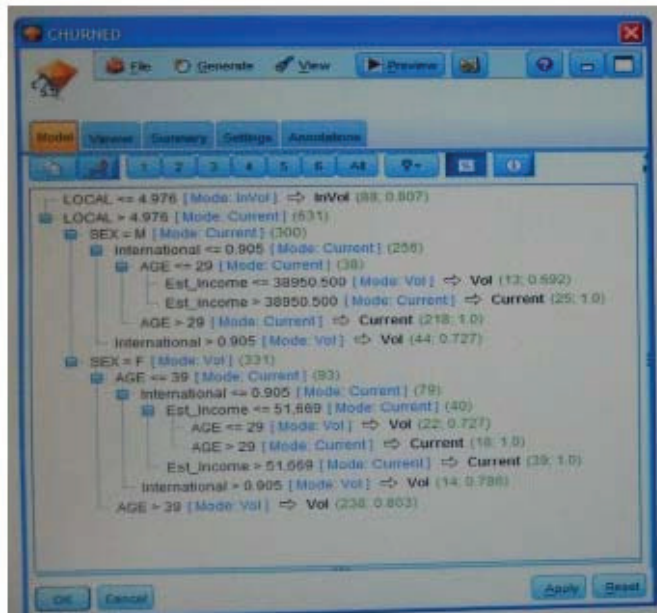 CHURNED
File Generate View Preview
Model Viewer Summary Settings Annotations
1 2 3 4 5 6 All
LOCAL <= 4.976 [Mode: InVol] ⇨ InVol (88; 0.807)
LOCAL > 4.976 [Mode: Current] (631)
SEX = M [Mode: Current] (300)
International <= 0.905 [Mode: Current] (256)
AGE <= 29 [Mode: Current] (38)
Est_Income <= 38950.500 [Mode: Vol] ⇨ Vol (13; 0.692)
Est_Income > 38950.500 [Mode: Current] ⇨ Current (25; 1.0)
AGE > 29 [Mode: Current] ⇨ Current (218; 1.0)
International > 0.905 [Mode: Vol] ⇨ Vol (44; 0.727)
SEX = F [Mode: Vol] (331)
AGE <= 39 [Mode: Current] (93)
International <= 0.905 [Mode: Current] (79)
Est_Income <= 51,669 [Mode: Current] (40)
AGE <= 29 [Mode: Vol] ⇨ Vol (22; 0.727)
AGE > 29 [Mode: Current] ⇨ Current (18; 1.0)
Est_Income > 51,669 [Mode: Current] ⇨ Current (39; 1.0)
International > 0.905 [Mode: Vol] ⇨ Vol (14; 0.786)
AGE > 39 [Mode: Vol] ⇨ Vol (238; 0.803)
OK Cancel Apply Reset